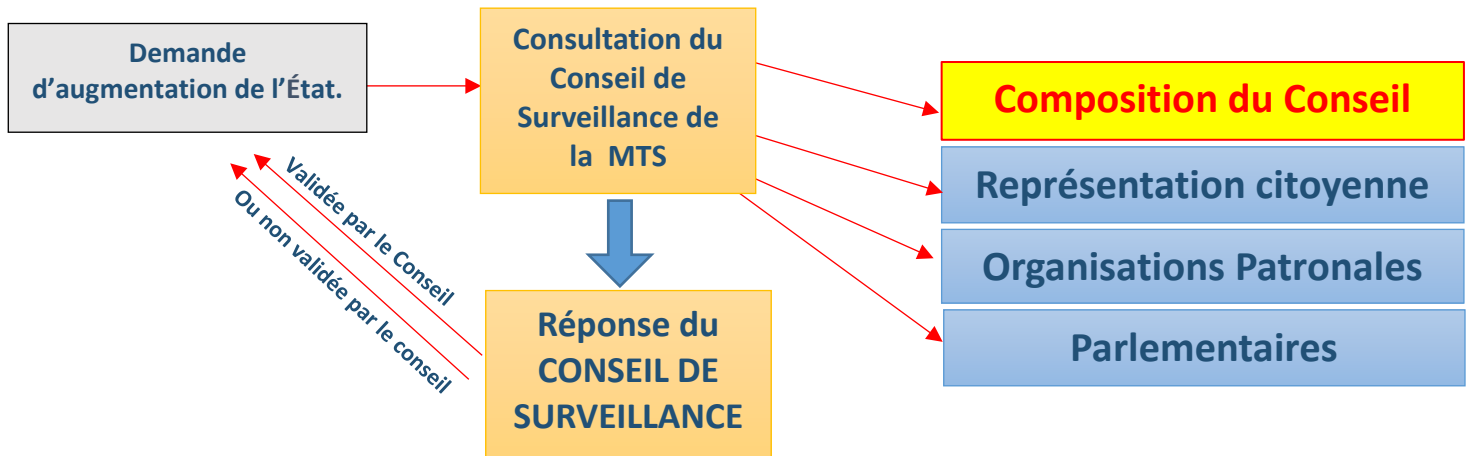 Demande
d’augmentation de l’État.
Consultation du
Conseil de
Surveillance de
la MTS
Composition du Conseil
Représentation citoyenne
Organisations Patronales
Parlementaires
Validée par le Conseil
Ou non validée par le conseil
Réponse du
CONSEIL DE
SURVEILLANCE